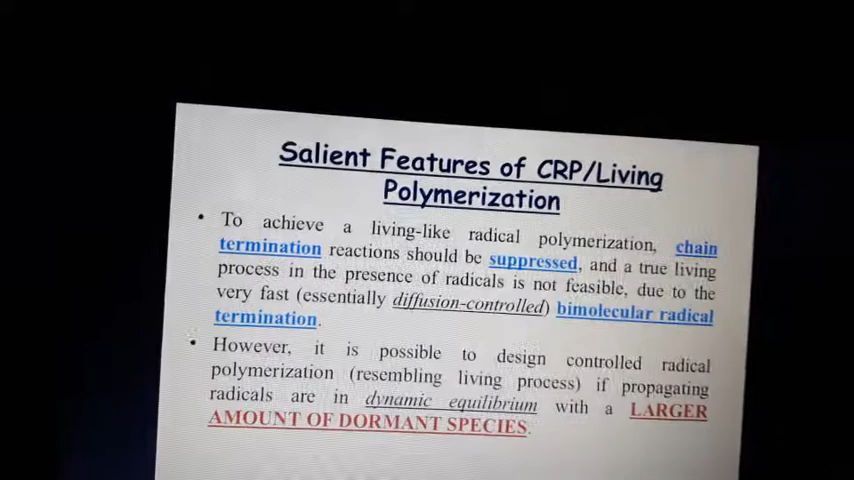 Salient Features of CRP/Living
Polymerization
• To achieve a living-like radical polymerization, chain
termination reactions should be suppressed, and a true living
process in the presence of radicals is not feasible, due to the
very fast (essentially diffusion-controlled) bimolecular radical
termination.
• However, it is possible to design controlled radical
polymerization (resembling living process) if propagating
radicals are in dynamic equilibrium with a LARGER
AMOUNT OF DORMANT SPECIES.